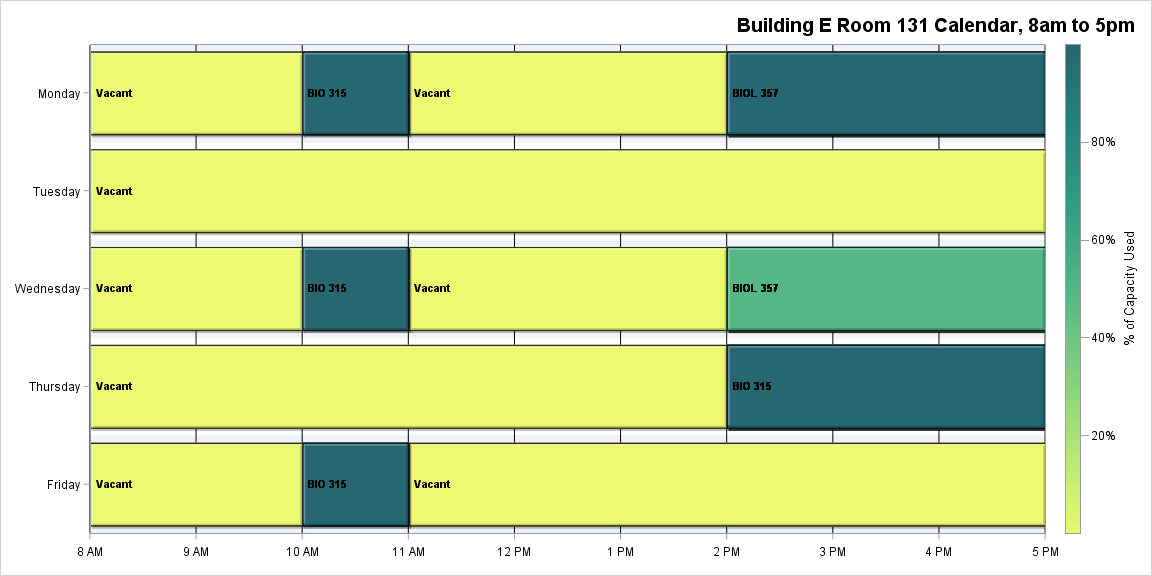 Building E Room 131 Calendar, 8am to 5pm
Monday
Vacant
BIO 315
Vacant
BIOL 357
80%
Tuesday
Vacant
60%
% of Capacity Used
Wednesday
Vacant
BIO 315
Vacant
BIOL 357
40%
Thursday
Vacant
BIO 315
20%
Friday
Vacant
BIO 315
Vacant
8 AM
9 AM
10 AM
11 AM
12 PM
1 PM
2 PM
3 PM
4 PM
5 PM